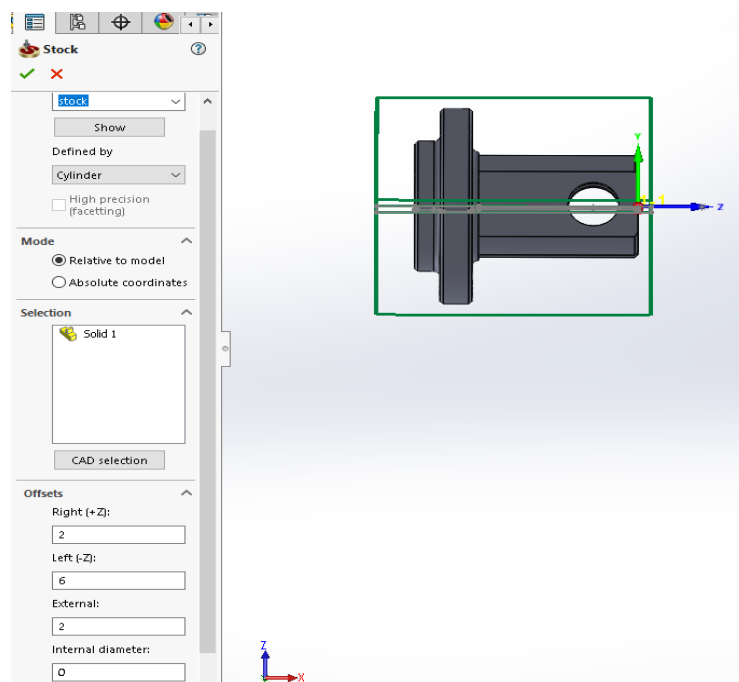 Stock
stock
Show
Defined by
Cylinder
High precision
(facetting)
Mode
Relative to model
Absolute coordinates
Selection
Solid 1
CAD selection
Offsets
Right (+Z):
2
Left (-Z):
6
External:
2
Internal diameter:
0
Y
Z
Z
X